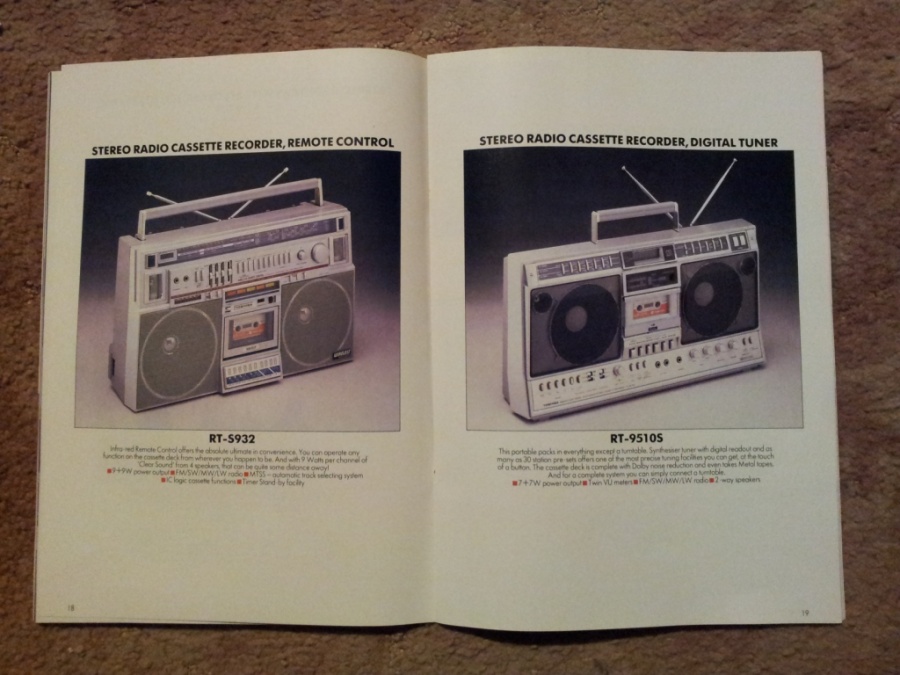 STEREO RADIO CASSETTE RECORDER, REMOTE CONTROL
RT-S932
Infra red Remote Control offers the absolute ultimate in convenience. You can operate any
function on the cassette deck from wherever you happen to be. And with 9 Watts per channel of
from 4 speakers, that can be quite some distance away!
■9+9W power output■FM/SW/MW/LW radio■MTSS—automatic track selecting system
■IC logic cassette functions■Timer Stand-by facility
18
STEREO RADIO CASSETTE RECORDER, DIGITAL TUNER
RT-9510S
This portable packs in everything except a turntable. Synthesiser tuner with digital readout and as
many as 30 station pre-sets offers one of the most precise tuning facilities you can get, at the touch
of a button. The cassette deck is complete with Dolby noise reduction and even takes Metal tapes.
And for a complete system you can simply connect a turntable.
■7+7W power output■Twin VU meters■FM/SW/MW/LW radio■2-way speakers
19